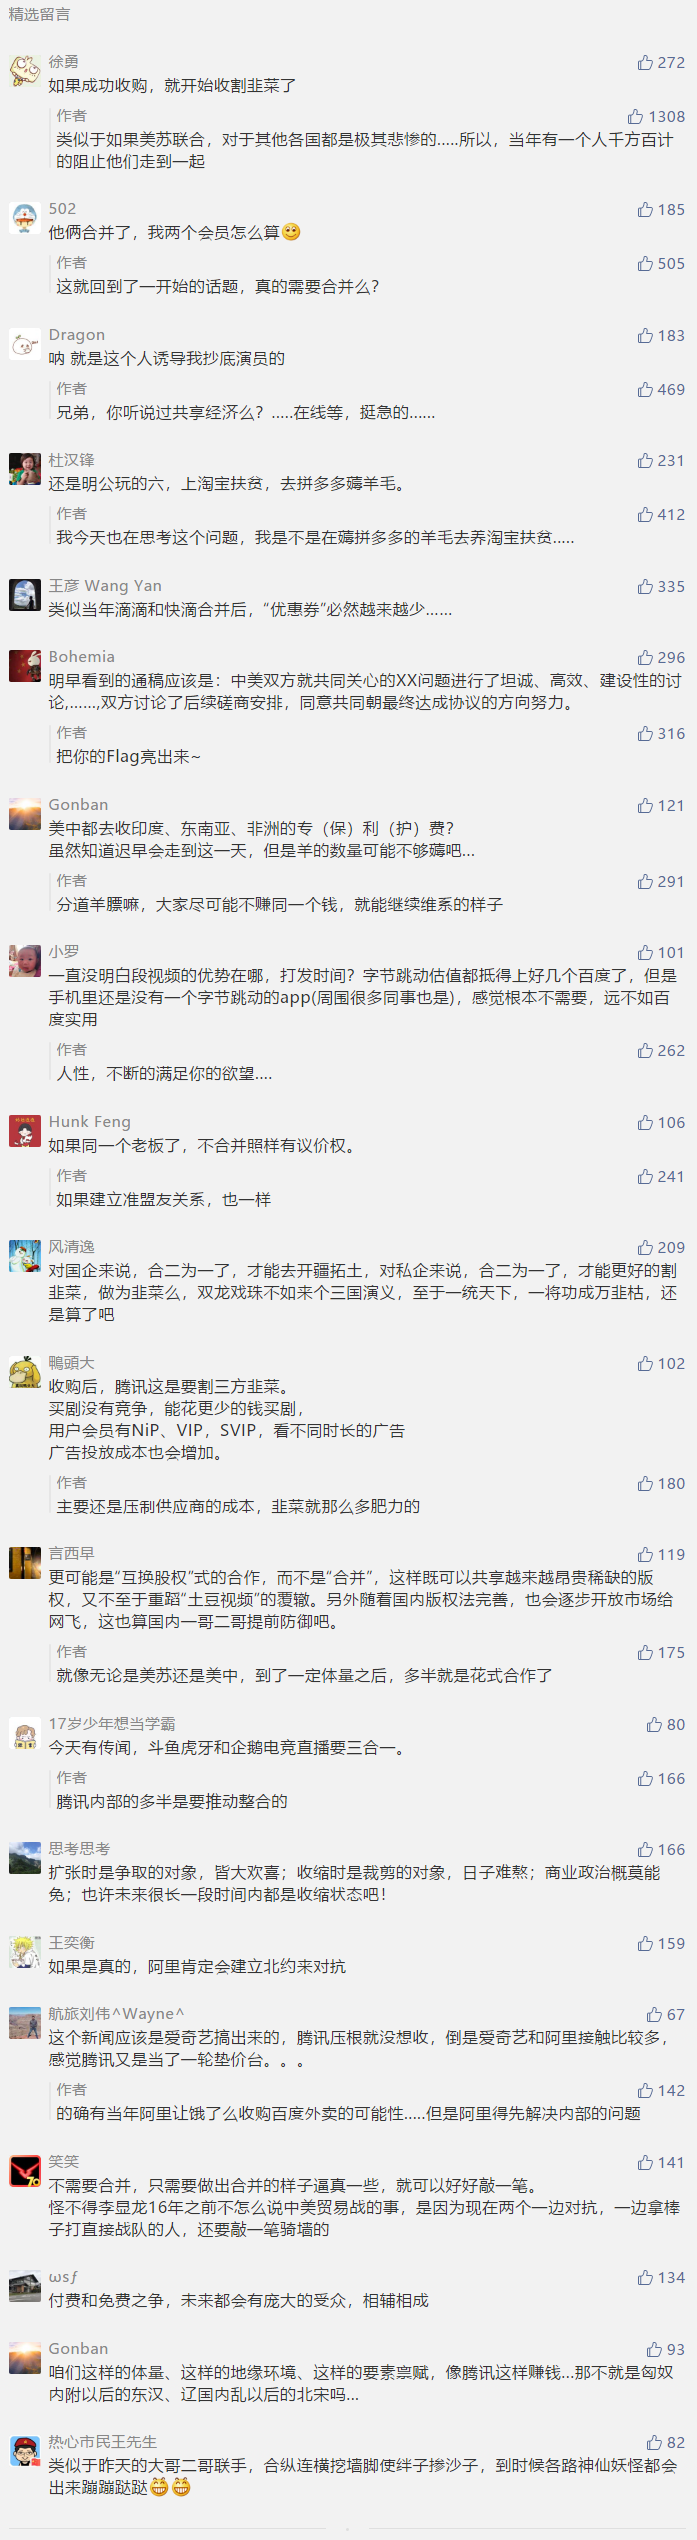 精选留言
徐勇
272
如果成功收购，就开始收割韭菜了
作者
1308
类似于如果美苏联合，对于其他各国都是极其悲惨的.....所以，当年有一个人千方百计
的阻止他们走到一起
502
185
他俩合并了，我两个会员怎么算
作者
505
这就回到了一开始的话题，真的需要合并么？
Dragon
183
呐 就是这个人诱导我抄底演员的
作者
469
兄弟，你听说过共享经济么？.....在线等，挺急的......
杜汉锋
231
还是明公玩的六，上淘宝扶贫，去拼多多薅羊毛。
作者
412
我今天也在思考这个问题，我是不是在薅拼多多的羊毛去养淘宝扶贫.....
王彦 Wang Yan
335
类似当年滴滴和快滴合并后，“优惠券”必然越来越少......
Bohemia
296
明早看到的通稿应该是：中美双方就共同关心的XX问题进行了坦诚、高效、建设性的讨
论,......,双方讨论了后续磋商安排，同意共同朝最终达成协议的方向努力。
作者
316
把你的Flag亮出来~
Gonban
121
美中都去收印度、东南亚、非洲的专（保）利（护）费？
虽然知道迟早会走到这一天，但是羊的数量可能不够薅吧...
作者
291
分道羊膘嘛，大家尽可能不赚同一个钱，就能继续维系的样子
小罗
101
一直没明白段视频的优势在哪，打发时间？字节跳动估值都抵得上好几个百度了，但是
手机里还是没有一个字节跳动的app(周围很多同事也是)，感觉根本不需要，远不如百
度实用
作者
262
人性，不断的满足你的欲望....
Hunk Feng
106
如果同一个老板了，不合并照样有议价权。
作者
241
如果建立准盟友关系，也一样
风清逸
209
对国企来说，合二为一了，才能去开疆拓土，对私企来说，合二为一了，才能更好的割
韭菜，做为韭菜么，双龙戏珠不如来个三国演义，至于一统天下，一将功成万韭枯，还
是算了吧
鴨頭大
102
收购后，腾讯这是要割三方韭菜。
买剧没有竞争，能花更少的钱买剧，
用户会员有NiP、VIP，SVIP，看不同时长的广告
广告投放成本也会增加。
作者
180
主要还是压制供应商的成本，韭菜就那么多肥力的
言西早
119
更可能是“互换股权”式的合作，而不是“合并”，这样既可以共享越来越昂贵稀缺的版
权，又不至于重蹈“土豆视频“的覆辙。另外随着国内版权法完善，也会逐步开放市场给
网飞，这也算国内一哥二哥提前防御吧。
作者
175
就像无论是美苏还是美中，到了一定体量之后，多半就是花式合作了
17岁少年想当学霸
80
今天有传闻，斗鱼虎牙和企鹅电竞直播要三合一。
作者
166
腾讯内部的多半是要推动整合的
思考思考
166
扩张时是争取的对象，皆大欢喜；收缩时是裁剪的对象，日子难熬；商业政治概莫能
免；也许未来很长一段时间内都是收缩状态吧！
王奕衡
159
如果是真的，阿里肯定会建立北约来对抗
航旅刘伟^Wayne^
67
这个新闻应该是爱奇艺搞出来的，腾讯压根就没想收，倒是爱奇艺和阿里接触比较多，
感觉腾讯又是当了一轮垫价台。。。
作者
142
的确有当年阿里让饿了么收购百度外卖的可能性.....但是阿里得先解决内部的问题
笑笑
141
不需要合并，只需要做出合并的样子逼真一些，就可以好好敲一笔。
怪不得李显龙16年之前不怎么说中美贸易战的事，是因为现在两个一边对抗，一边拿棒
子打直接战队的人，还要敲一笔骑墙的
ωsƒ
134
付费和免费之争，未来都会有庞大的受众，相辅相成
Gonban
93
咱们这样的体量、这样的地缘环境、这样的要素禀赋，像腾讯这样赚钱...那不就是匈奴
内附以后的东汉、辽国内乱以后的北宋吗...
热心市民王先生
82
类似于昨天的大哥二哥联手，合纵连横挖墙脚使绊子掺沙子，到时候各路神仙妖怪都会
出来蹦蹦跶跶